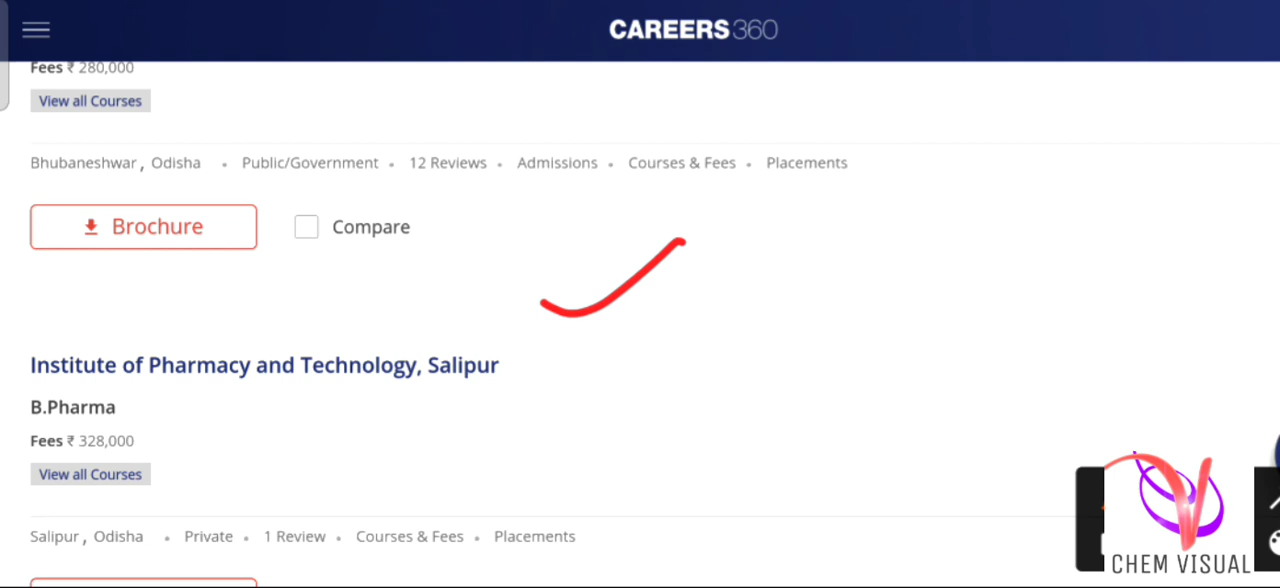 CAREERS360
Fees ₹ 280,000
View all Courses
Bhubaneshwar, Odisha • Public/Government • 12 Reviews • Admissions • Courses & Fees • Placements
Brochure Compare
Institute of Pharmacy and Technology, Salipur
B.Pharma
Fees ₹ 328,000
View all Courses
Salipur, Odisha • Private • 1 Review • Courses & Fees • Placements
CHEM VISUAL